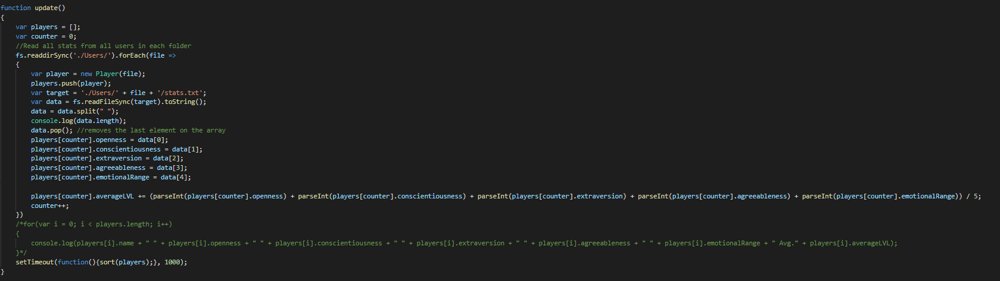 function update()
{
    var players = [];
    var counter = 0;
    //Read all stats from all users in each folder
    fs.readdirSync('./Users/').forEach(file =>
    {
        var player = new Player(file);
        players.push(player);
        var target = './Users/' + file + '/stats.txt';
        var data = fs.readFileSync(target).toString();
        data = data.split(" ");
        console.log(data.length);
        data.pop(); //removes the last element on the array
        players[counter].openness = data[0];
        players[counter].conscientiousness = data[1];
        players[counter].extraversion = data[2];
        players[counter].agreeableness = data[3];
        players[counter].emotionalRange = data[4];

        players[counter].averageLVL += (parseInt(players[counter].openness) + parseInt(players[counter].conscientiousness) + parseInt(players[counter].extraversion) + parseInt(players[counter].agreeableness) + parseInt(players[counter].emotionalRange)) / 5;
        counter++;
    })
    /*for(var i = 0; i < players.length; i++)
    {
        console.log(players[i].name + " " + players[i].openness + " " + players[i].conscientiousness + " " + players[i].extraversion + " " + players[i].agreeableness + " " + players[i].emotionalRange + " Avg." + players[i].averageLVL);
    }*/
    setTimeout(function(){sort(players);}, 1000);
}